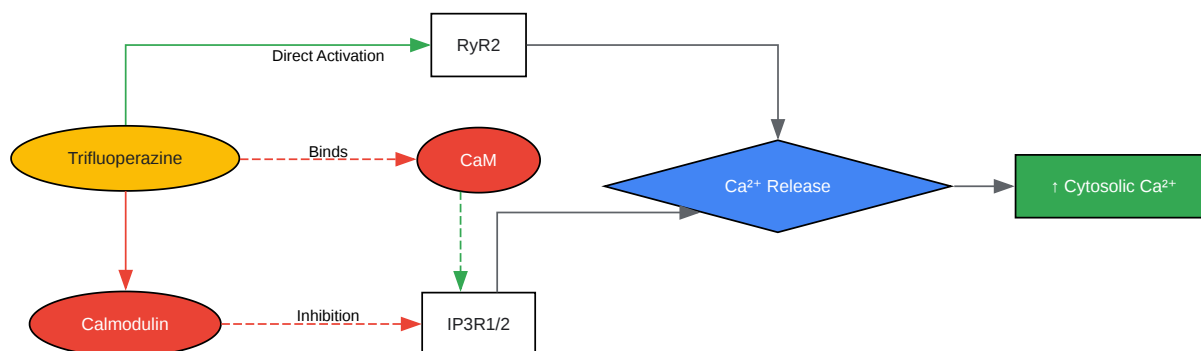 RyR2
Direct Activation
Trifluoperazine
Binds
CaM
Ca²⁺ Release
↑ Cytosolic Ca²⁺
Calmodulin
Inhibition
IP3R1/2